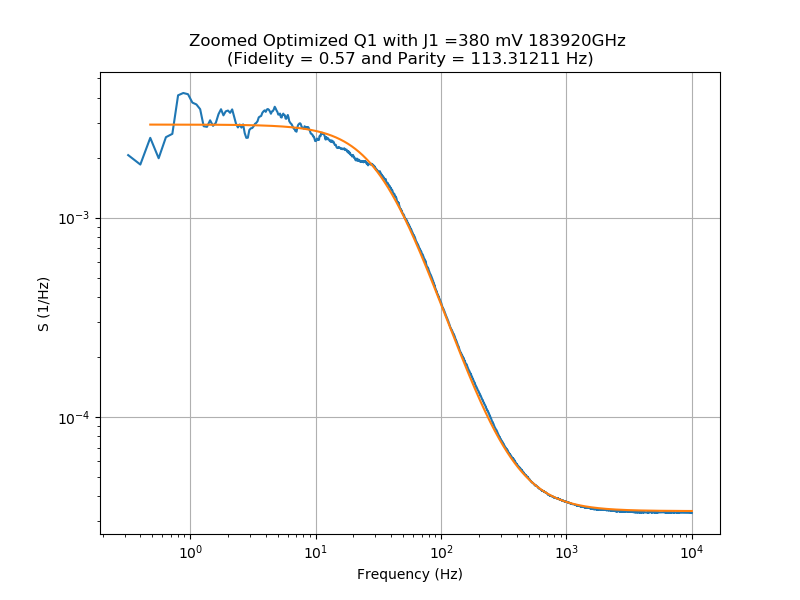 Zoomed Optimized Q1 with J1 =380 mV 183920GHz
(Fidelity = 0.57 and Parity = 113.31211 Hz)
S (1/Hz)
10⁻³
10⁻⁴
10⁰ 10¹ 10² 10³ 10⁴
Frequency (Hz)